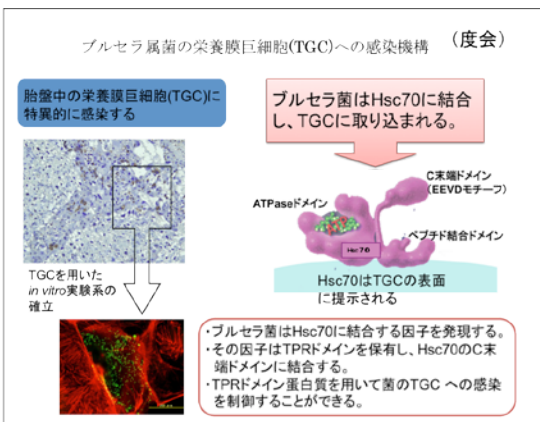 ブルセラ属菌の栄養膜巨細胞(TGC)への感染機構
(度会)
胎盤中の栄養膜巨細胞(TGC)に
特異的に感染する
TGCを用いた
in vitro実験系の
確立
ブルセラ菌はHsc70に結合
し、TGCに取り込まれる。
C末端ドメイン
(EEVDモチーフ)
ATPaseドメイン
ペプチド結合ドメイン
Hsc 70
Hsc70はTGCの表面
に提示される
・ブルセラ菌はHsc70に結合する因子を発現する。
・その因子はTPRドメインを保有し、Hsc70のC末
端ドメインに結合する。
・TPRドメイン蛋白質を用いて菌のTGC への感染
を制御することができる。